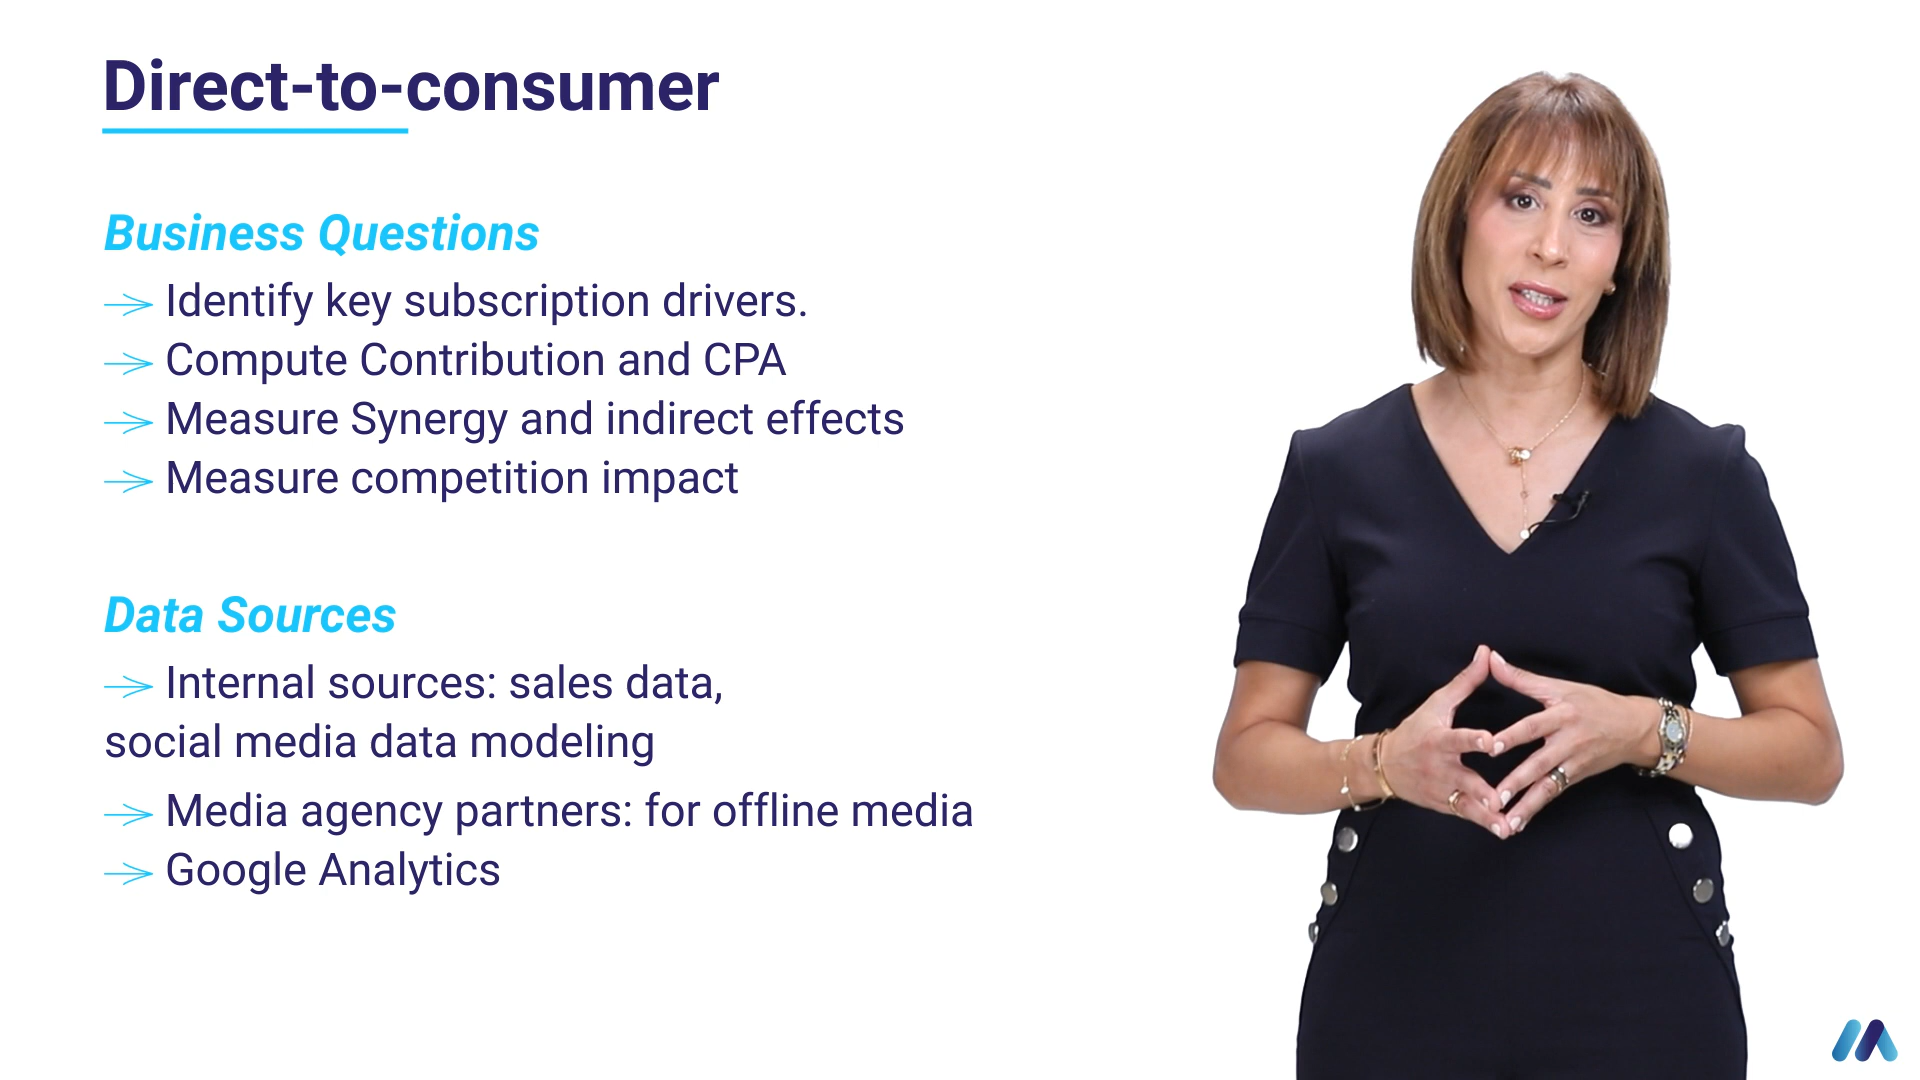 Direct-to-consumer
Business Questions
Identify key subscription drivers.
Compute Contribution and CPA
Measure Synergy and indirect effects
Measure competition impact
Data Sources
Internal sources: sales data,
social media data modeling
Media agency partners: for offline media
Google Analytics